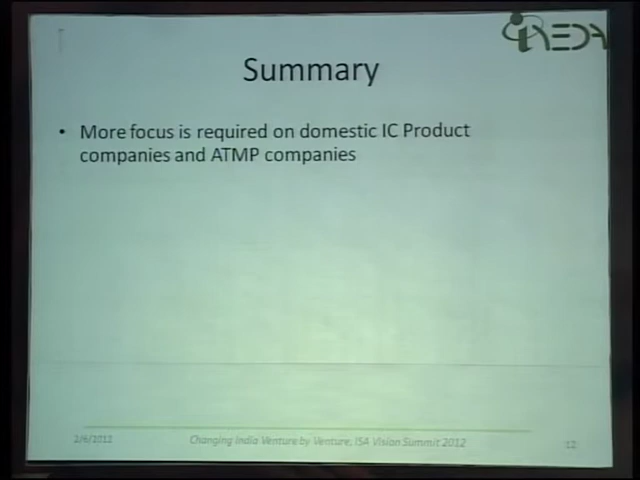 Summary
• More focus is required on domestic IC Product
companies and ATMP companies
2/6/2012
Changing India Venture by Venture, ISA Vision Summit 2012
12